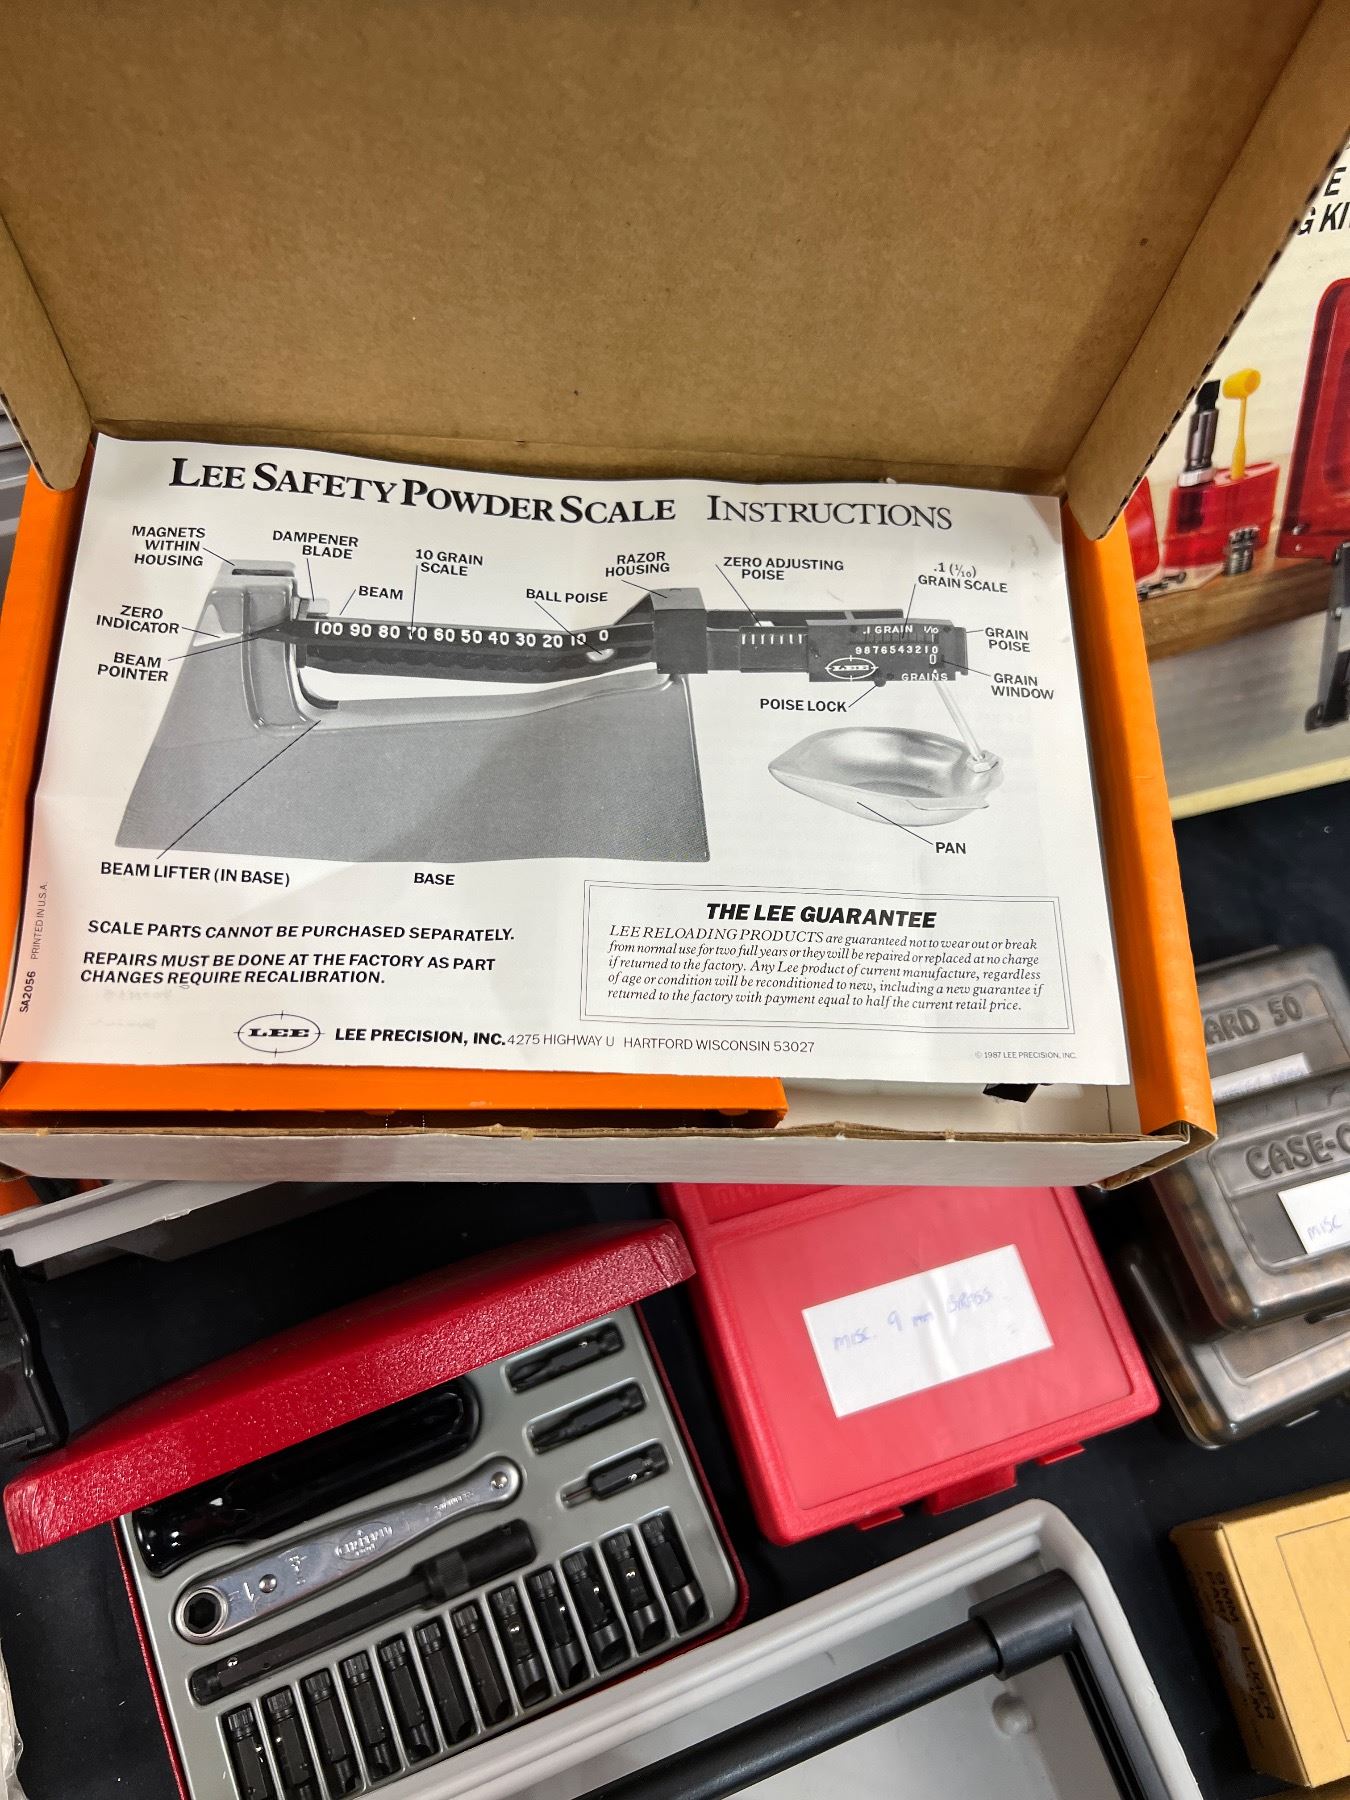 LEE SAFETY POWDER SCALE INSTRUCTIONS
MAGNETS
WITHIN
HOUSING
DAMPENER
BLADE
10 GRAIN
SCALE
BEAM
BALL POISE
RAZOR
HOUSING
ZERO ADJUSTING
POISE
.1 (1/10)
GRAIN SCALE
ZERO
INDICATOR
BEAM
POINTER
100 90 80 70 60 50 40 30 20 10 0
.1 GRAIN 1/10
9876543210
0
LEE
GRAINS
GRAIN
POISE
GRAIN
WINDOW
POISE LOCK
PAN
BEAM LIFTER (IN BASE)
BASE
SCALE PARTS CANNOT BE PURCHASED SEPARATELY.
REPAIRS MUST BE DONE AT THE FACTORY AS PART
CHANGES REQUIRE RECALIBRATION.
THE LEE GUARANTEE
LEE RELOADING PRODUCTS are guaranteed not to wear out or break
from normal use for two full years or they will be repaired or replaced at no charge
if returned to the factory. Any Lee product of current manufacture, regardless
of age or condition will be reconditioned to new, including a new guarantee if
returned to the factory with payment equal to half the current retail price.
SA2056 PRINTED IN U.S.A.
LEE
LEE PRECISION, INC. 4275 HIGHWAY U HARTFORD WISCONSIN 53027
© 1987 LEE PRECISION, INC.
E
G KI
ARD 50
CASE-
MISC
MISC. 9 mm BRASS
9MM
LUGER
1